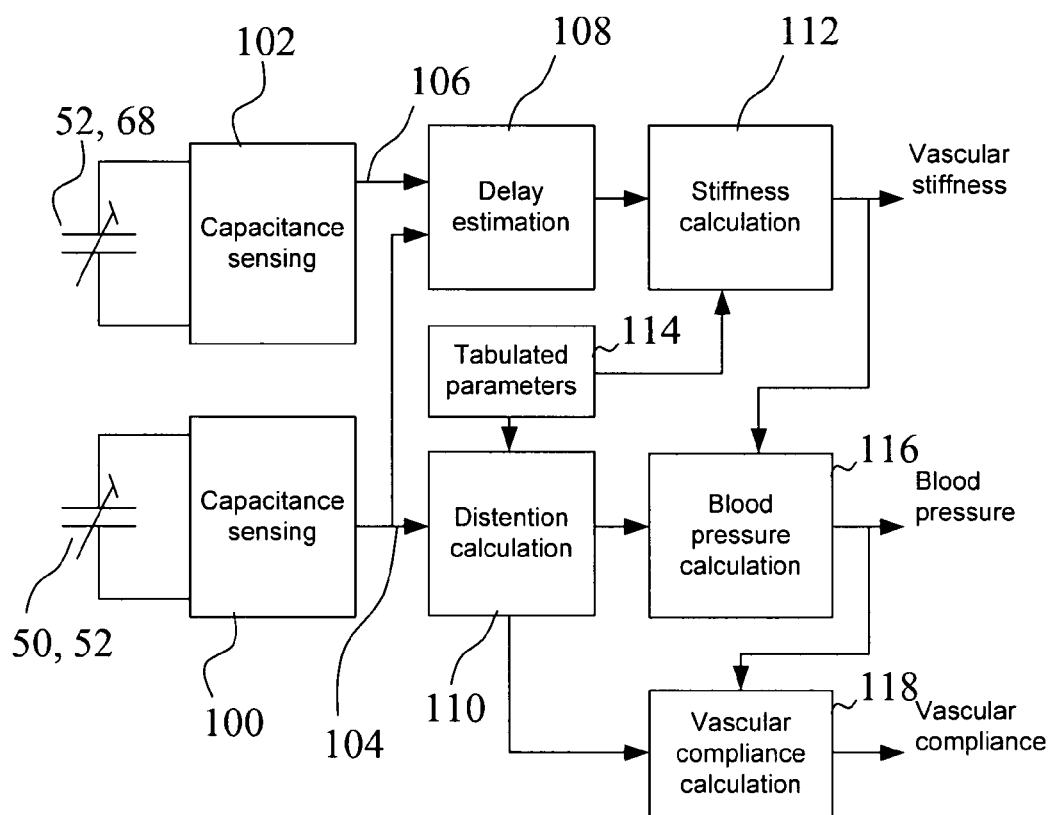 102
106
108
112
52, 68
Capacitance
sensing
Delay
estimation
Stiffness
calculation
Vascular
stiffness
Tabulated
parameters
114
Capacitance
sensing
Distention
calculation
Blood
pressure
calculation
116
Blood
pressure
50, 52
100
104
110
Vascular
compliance
calculation
118
Vascular
compliance